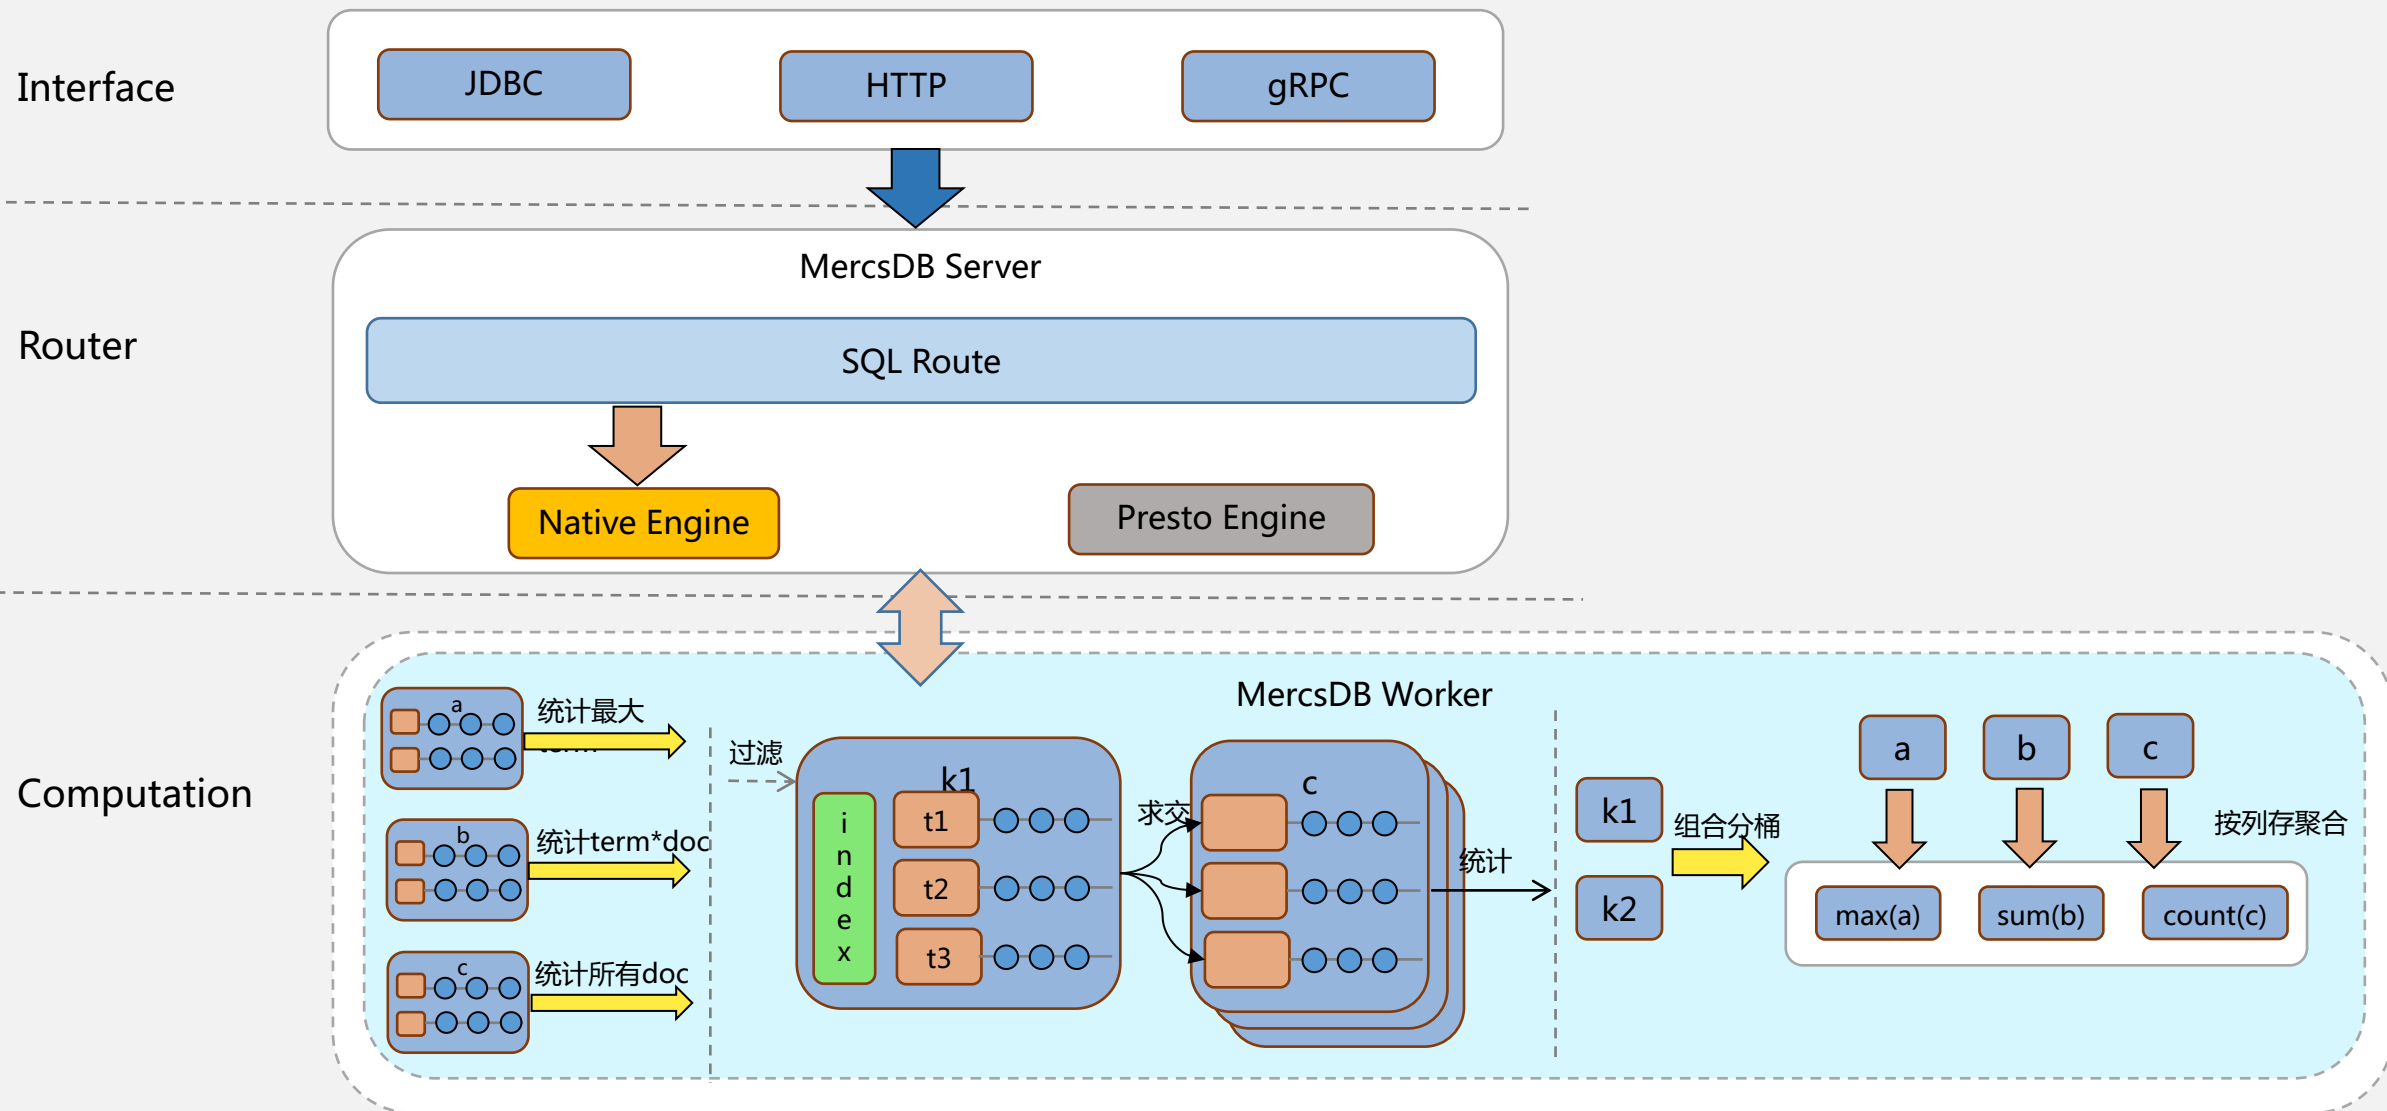 Interface
JDBC
HTTP
gRPC
Router
MercsDB Server
SQL Route
Native Engine
Presto Engine
Computation
MercsDB Worker
a
统计最大
term
b
统计term*doc
c
统计所有doc
过滤
k1
index
t1
t2
t3
求交
c
统计
k1
k2
组合分桶
a
b
c
按列存聚合
max(a)
sum(b)
count(c)